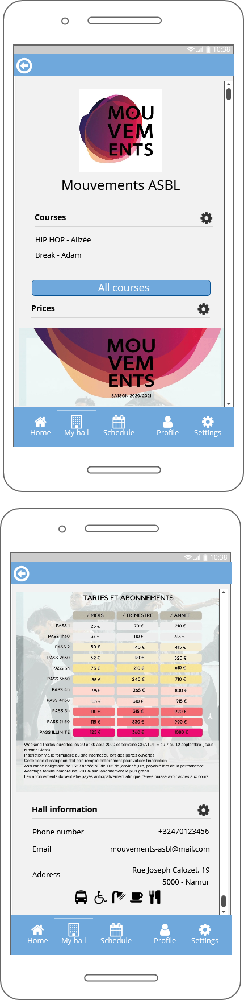 10:38
MOU
VEM
ENTS
Mouvements ASBL
Courses
HIP HOP - Alizée
Break - Adam
All courses
Prices
MOU
VEM
ENTS
SAISON 2020/2021
Home My hall Schedule Profile Settings
10:38
TARIFS ET ABONNEMENTS
/ MOIS / TRIMESTRE / ANNEE
PASS 1 25 € 70 € 210 €
PASS 1h30 37 € 110 € 315 €
PASS 2 50 € 140 € 415 €
PASS 2h30 62 € 180€ 520 €
PASS 3h 73 € 210 € 610 €
PASS 3h30 85 € 240 € 710 €
PASS 4h 95€ 265 € 800 €
PASS 4h30 105 € 310 € 915 €
PASS 5h 110 € 315 € 920 €
PASS 5h30 115 € 330 € 990 €
PASS ILLIMITE 125 € 360 € 1080 €
Weekend Portes ouvertes les 29 et 30 août 2020 et semaine GRATUITE du 7 au 12 septembre ( sauf
Master Class).
Inscription via le formulaire du site internet ou lors des portes ouvertes
Cette fiche d'inscription doit être remplie entièrement pour valider l'inscription
Assurance obligatoire de 15€ / année ou de 10€ de janvier à juin, payable lors de la permanence.
Avantage famille nombreuse: -10 % sur l'abonnement le plus grand.
Les abonnements doivent être payés anticipativement afin que l'élève puisse avoir accès aux cours.
Hall information
Phone number +32470123456
Email mouvements-asbl@mail.com
Address Rue Joseph Calozet, 19
5000 - Namur
Home My hall Schedule Profile Settings